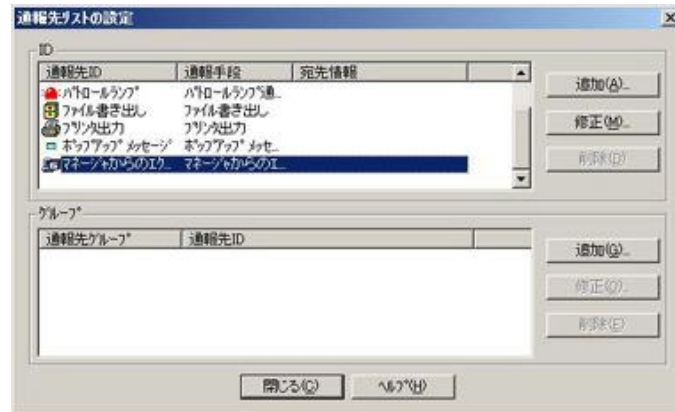 通報先リストの設定
ID
通報先ID 通報手段 宛先情報
ﾊﾟﾄﾛｰﾙﾗﾝﾌﾟ ﾊﾟﾄﾛｰﾙﾗﾝﾌﾟ通...
ﾌｧｲﾙ書き出し ﾌｧｲﾙ書き出し
ﾌﾟﾘﾝﾀ出力 ﾌﾟﾘﾝﾀ出力
ﾎﾟｯﾌﾟｱｯﾌﾟﾒｯｾｰｼﾞ ﾎﾟｯﾌﾟｱｯﾌﾟﾒｯｾ...
ﾏﾈｰｼﾞｬからのｴｸ... ﾏﾈｰｼﾞｬからのｴ...
追加(A)...
修正(M)...
削除(D)
ｸﾞﾙｰﾌﾟ
通報先ｸﾞﾙｰﾌﾟ 通報先ID
追加(G)...
修正(O)...
削除(E)
閉じる(C) ﾍﾙﾌﾟ(H)